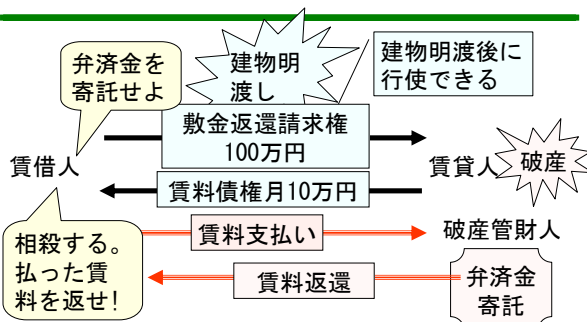 弁済金を
寄託せよ
建物明
渡し
建物明渡後に
行使できる
敷金返還請求権
100万円
賃借人
賃貸人
破産
賃料債権月10万円
相殺する。
払った賃
料を返せ!
賃料支払い
破産管財人
賃料返還
弁済金
寄託